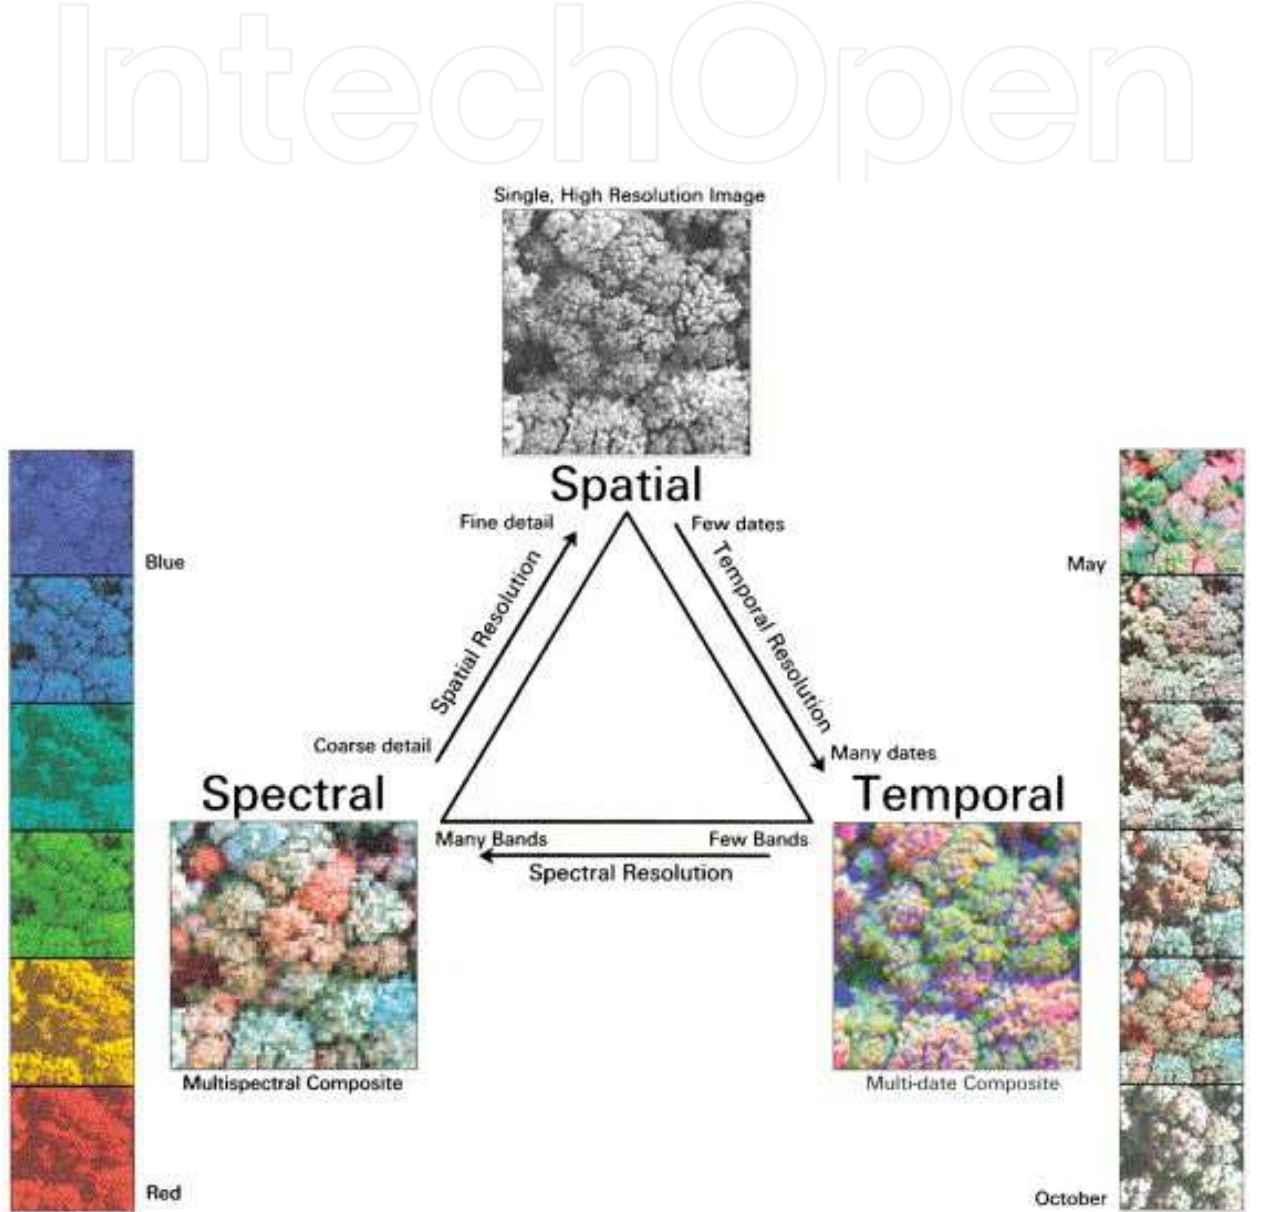 IntechOpen
Single, High Resolution Image
Spatial
Fine detail
Few dates
Spatial Resolution
Temporal Resolution
Blue
May
Coarse detail
Many dates
Spectral
Temporal
Many Bands
Few Bands
Spectral Resolution
Multispectral Composite
Multi-date Composite
Red
October